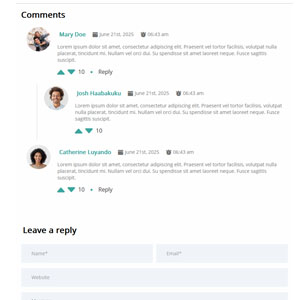 Comments
Mary Doe June 21st, 2025 06:43 am
Lorem ipsum dolor sit amet, consectetur adipiscing elit. Praesent vel tortor facilisis, volutpat nulla
placerat, tincidunt mi. Nullam vel orci dui. Su spendisse sit amet laoreet neque. Fusce sagittis
suscipit.
10 • Reply
Josh Haabakuku June 21st, 2025 06:43 am
Lorem ipsum dolor sit amet, consectetur adipiscing elit. Praesent vel tortor facilisis, volutpat nulla
placerat, tincidunt mi. Nullam vel orci dui. Su spendisse sit amet laoreet neque. Fusce
sagittis suscipit.
10
Catherine Luyando June 21st, 2025 06:43 am
Lorem ipsum dolor sit amet, consectetur adipiscing elit. Praesent vel tortor facilisis, volutpat nulla
placerat, tincidunt mi. Nullam vel orci dui. Su spendisse sit amet laoreet neque. Fusce sagittis
suscipit.
10 • Reply
Leave a reply
Name* Email*
Website